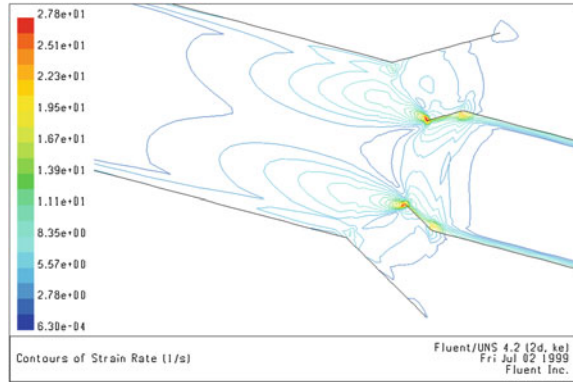 2.78e+01
2.51e+01
2.23e+01
1.95e+01
1.67e+01
1.39e+01
1.11e+01
8.35e+00
5.57e+00
2.78e+00
6.30e-04
Contours of Strain Rate (1/s)
Fluent/UNS 4.2 (2d, ke)
Fri Jul 02 1999
Fluent Inc.